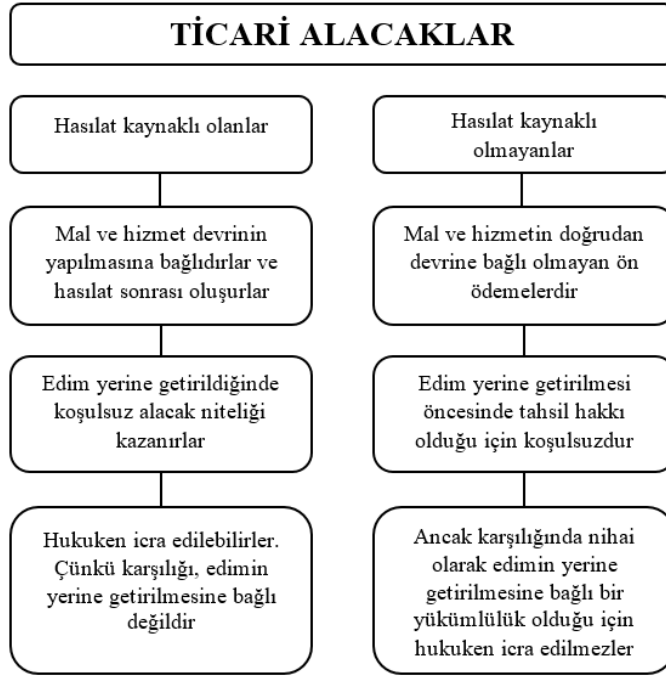 TİCARİ ALACAKLAR
Hasılat kaynaklı olanlar
Mal ve hizmet devrinin
yapılmasına bağlıdırlar ve
hasılat sonrası oluşurlar
Edim yerine getirildiğinde
koşulsuz alacak niteliği
kazanırlar
Hukuken icra edilebilirler.
Çünkü karşılığı, edimin
yerine getirilmesine bağlı
değildir
Hasılat kaynaklı
olmayanlar
Mal ve hizmetin doğrudan
devrine bağlı olmayan ön
ödemelerdir
Edim yerine getirilmesi
öncesinde tahsil hakkı
olduğu için koşulsuzdur
Ancak karşılığında nihai
olarak edimin yerine
getirilmesine bağlı bir
yükümlülük olduğu için
hukuken icra edilmezler